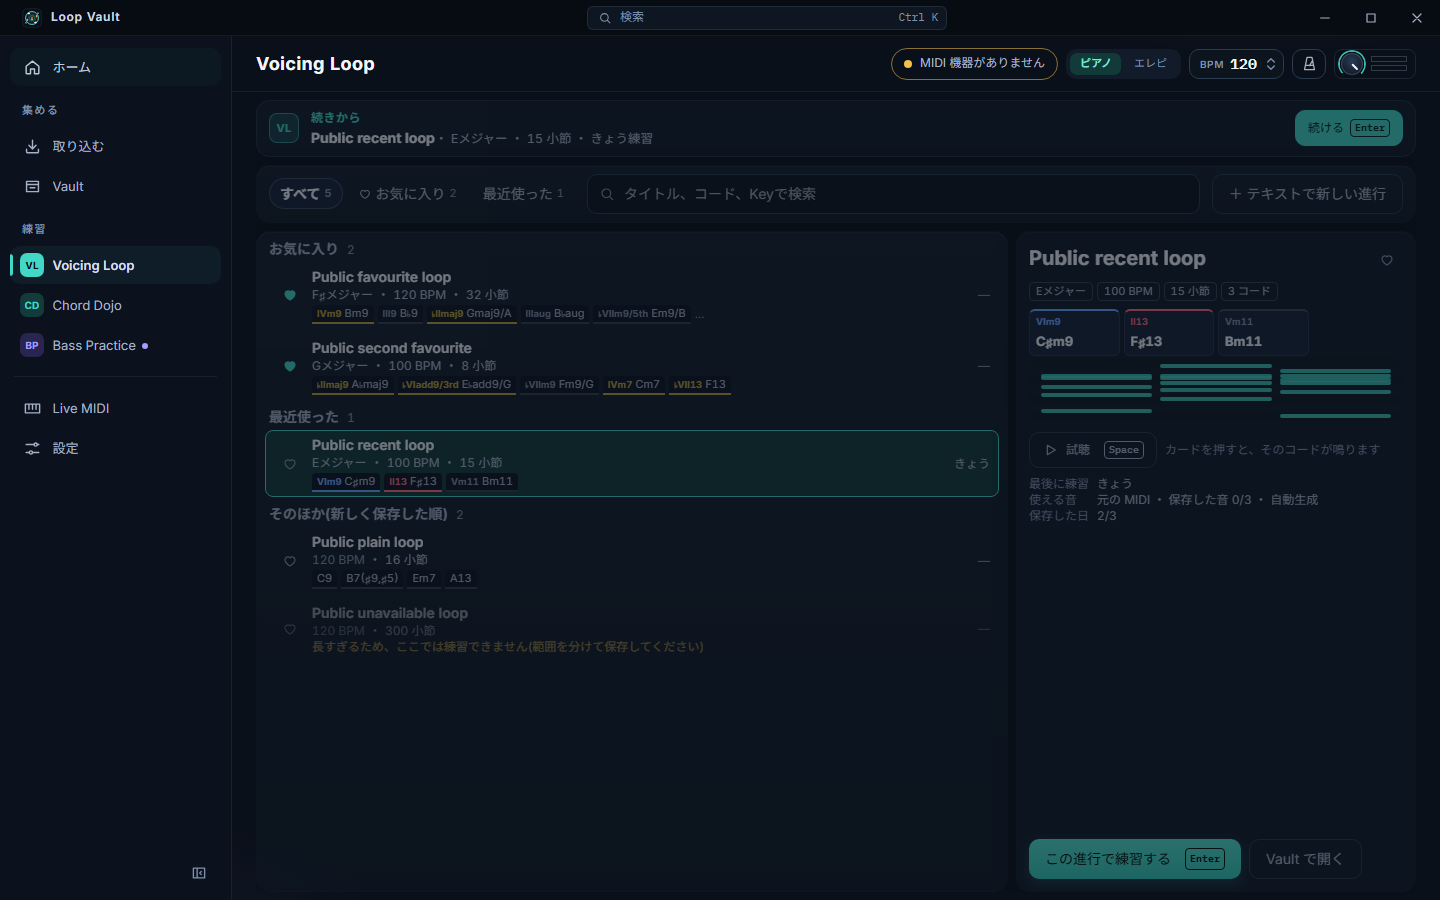 Loop Vault
検索 Ctrl K
ホーム
集める
取り込む
Vault
練習
VL Voicing Loop
CD Chord Dojo
BP Bass Practice
Live MIDI
設定
Voicing Loop
MIDI 機器がありません
ピアノ エレピ
BPM 120
VL 続きから
Public recent loop・ Eメジャー ・ 15 小節 ・ きょう練習
続ける Enter
すべて 5 お気に入り 2 最近使った 1
タイトル、コード、Keyで検索
＋ テキストで新しい進行
お気に入り 2
Public favourite loop
F♯メジャー ・ 120 BPM ・ 32 小節
—
IVm9 Bm9 III9 B♭9 ♭IImaj9 Gmaj9/A IIIaug B♭aug ♭VIIm9/5th Em9/B ...
Public second favourite
Gメジャー ・ 100 BPM ・ 8 小節
—
♭IImaj9 A♭maj9 ♭VIadd9/3rd E♭add9/G ♭VIIm9 Fm9/G IVm7 Cm7 ♭VII13 F13
最近使った 1
Public recent loop
Eメジャー ・ 100 BPM ・ 15 小節
きょう
VIm9 C♯m9 II13 F♯13 Vm11 Bm11
そのほか(新しく保存した順) 2
Public plain loop
120 BPM ・ 16 小節
—
C9 B7(♯9,♯5) Em7 A13
Public unavailable loop
120 BPM ・ 300 小節
—
長すぎるため、ここでは練習できません(範囲を分けて保存してください)
Public recent loop
Eメジャー 100 BPM 15 小節 3 コード
VIm9 II13 Vm11
C♯m9 F♯13 Bm11
試聴 Space カードを押すと、そのコードが鳴ります
最後に練習 きょう
使える音 元の MIDI ・ 保存した音 0/3 ・ 自動生成
保存した日 2/3
この進行で練習する Enter
Vault で開く